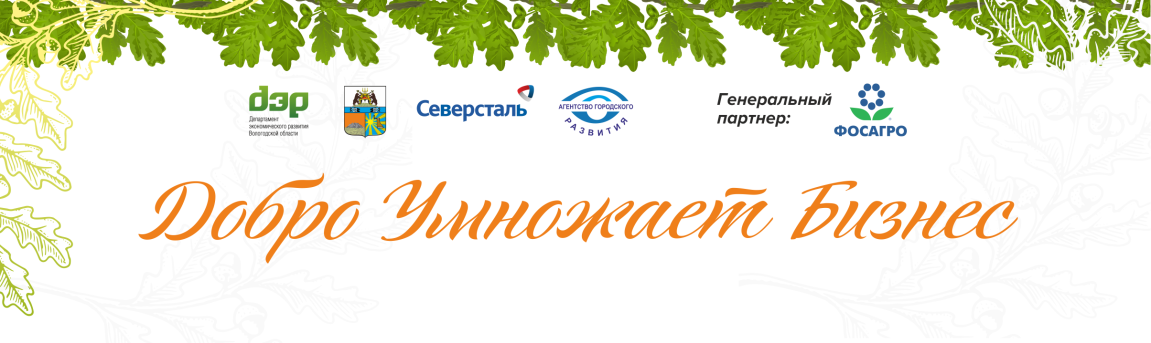 дэр
Департамент
экономического развития
Вологодской области
Северсталь
АГЕНТСТВО ГОРОДСКОГО
РАЗВИТИЯ
Генеральный
партнер:
ФОСАГРО
Добро Умножает Бизнес